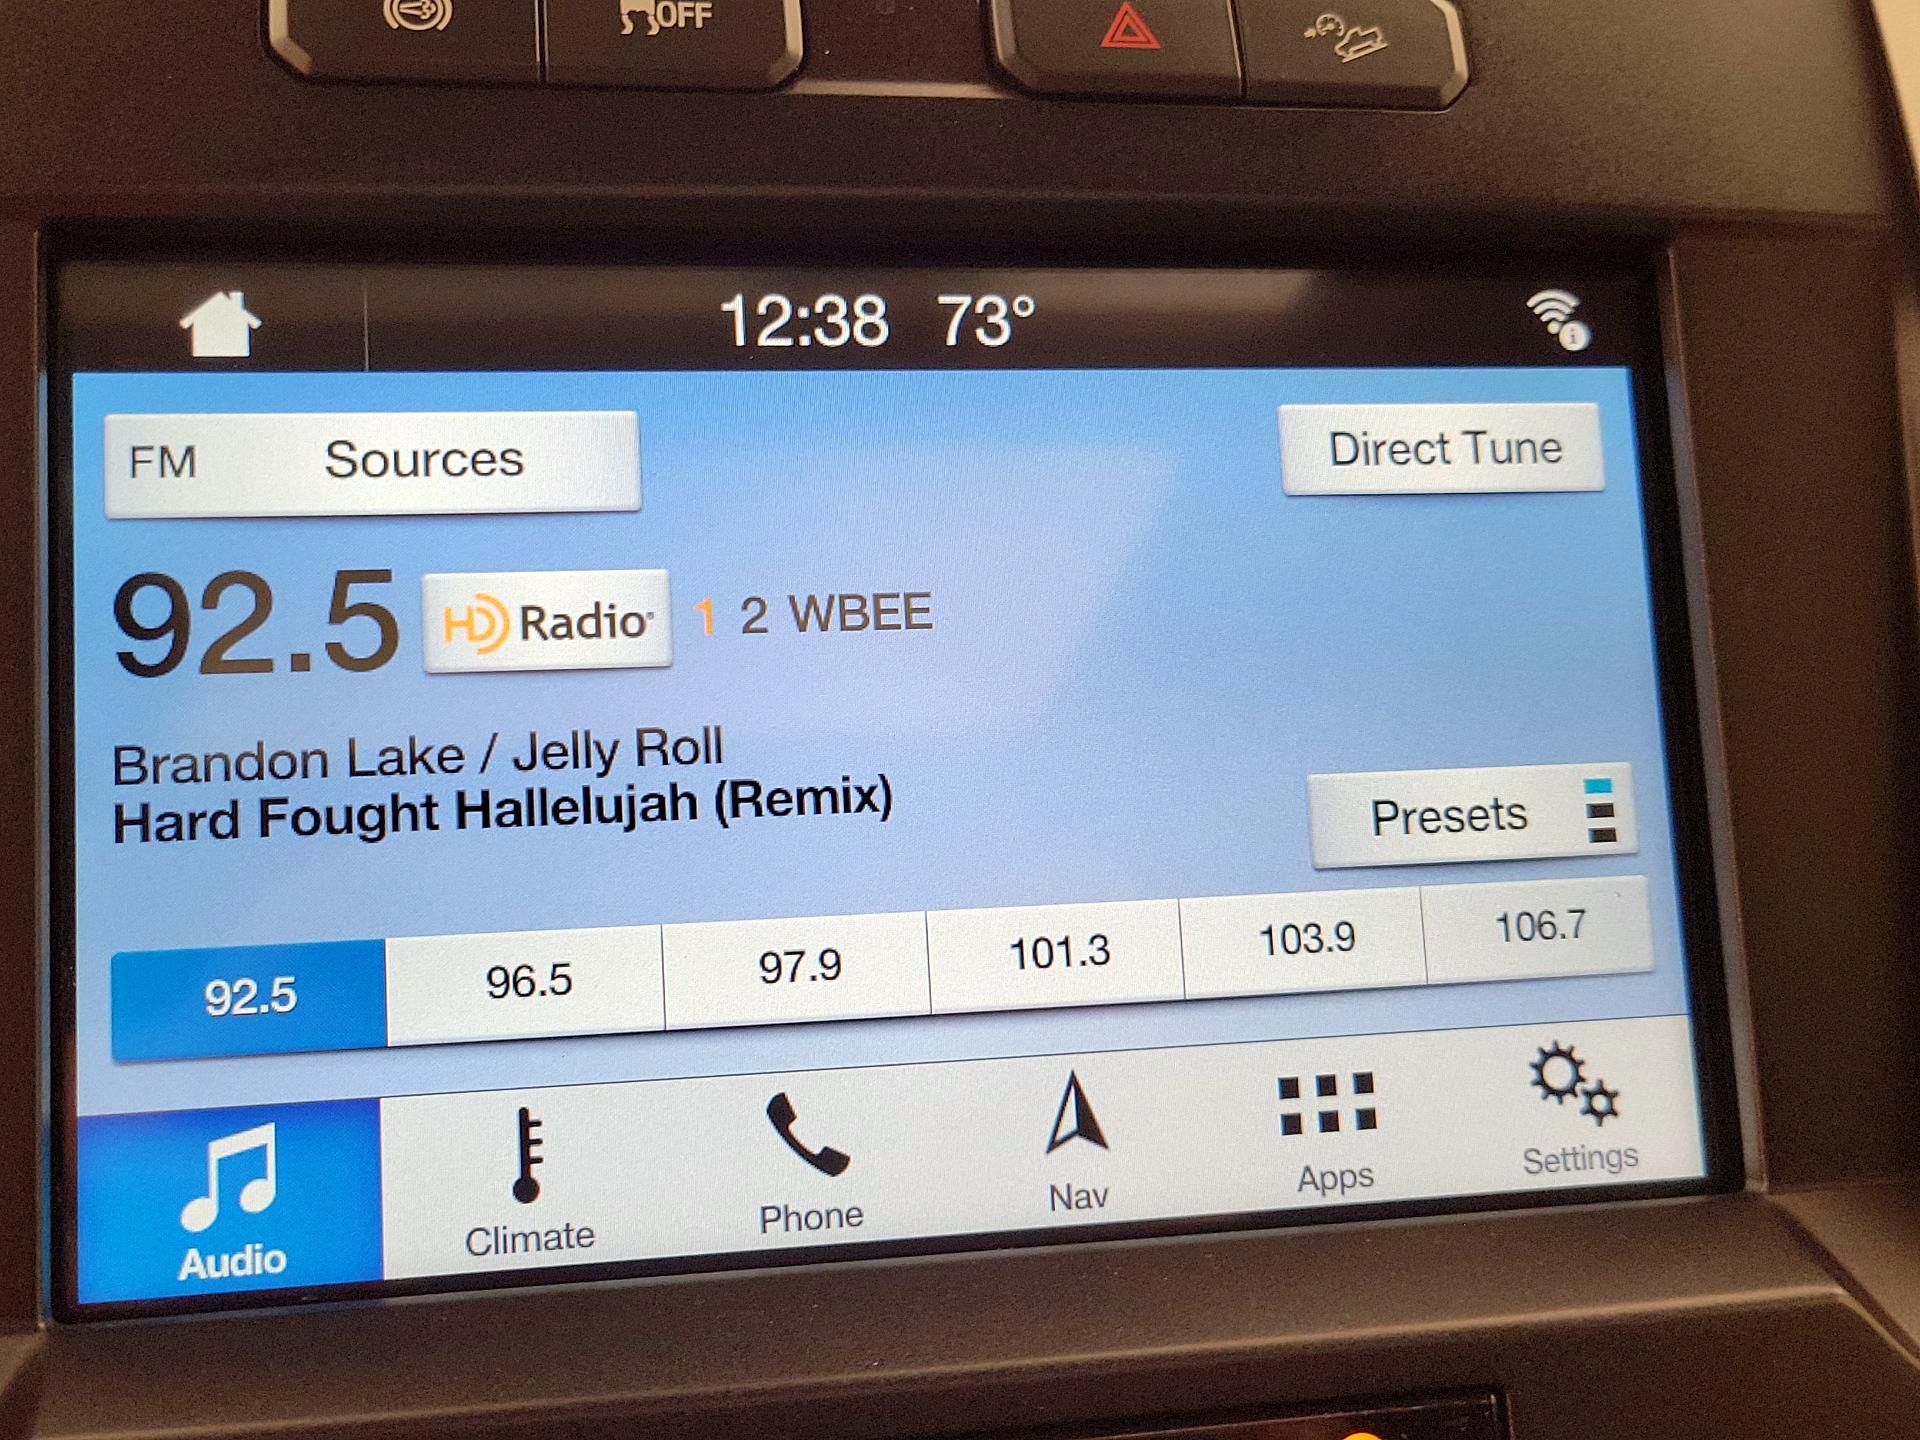 OFF
12:38 73°
FM Sources
Direct Tune
92.5 HD Radio 1 2 WBEE
Brandon Lake / Jelly Roll
Hard Fought Hallelujah (Remix)
Presets
92.5 96.5 97.9 101.3 103.9 106.7
Audio Climate Phone Nav Apps Settings